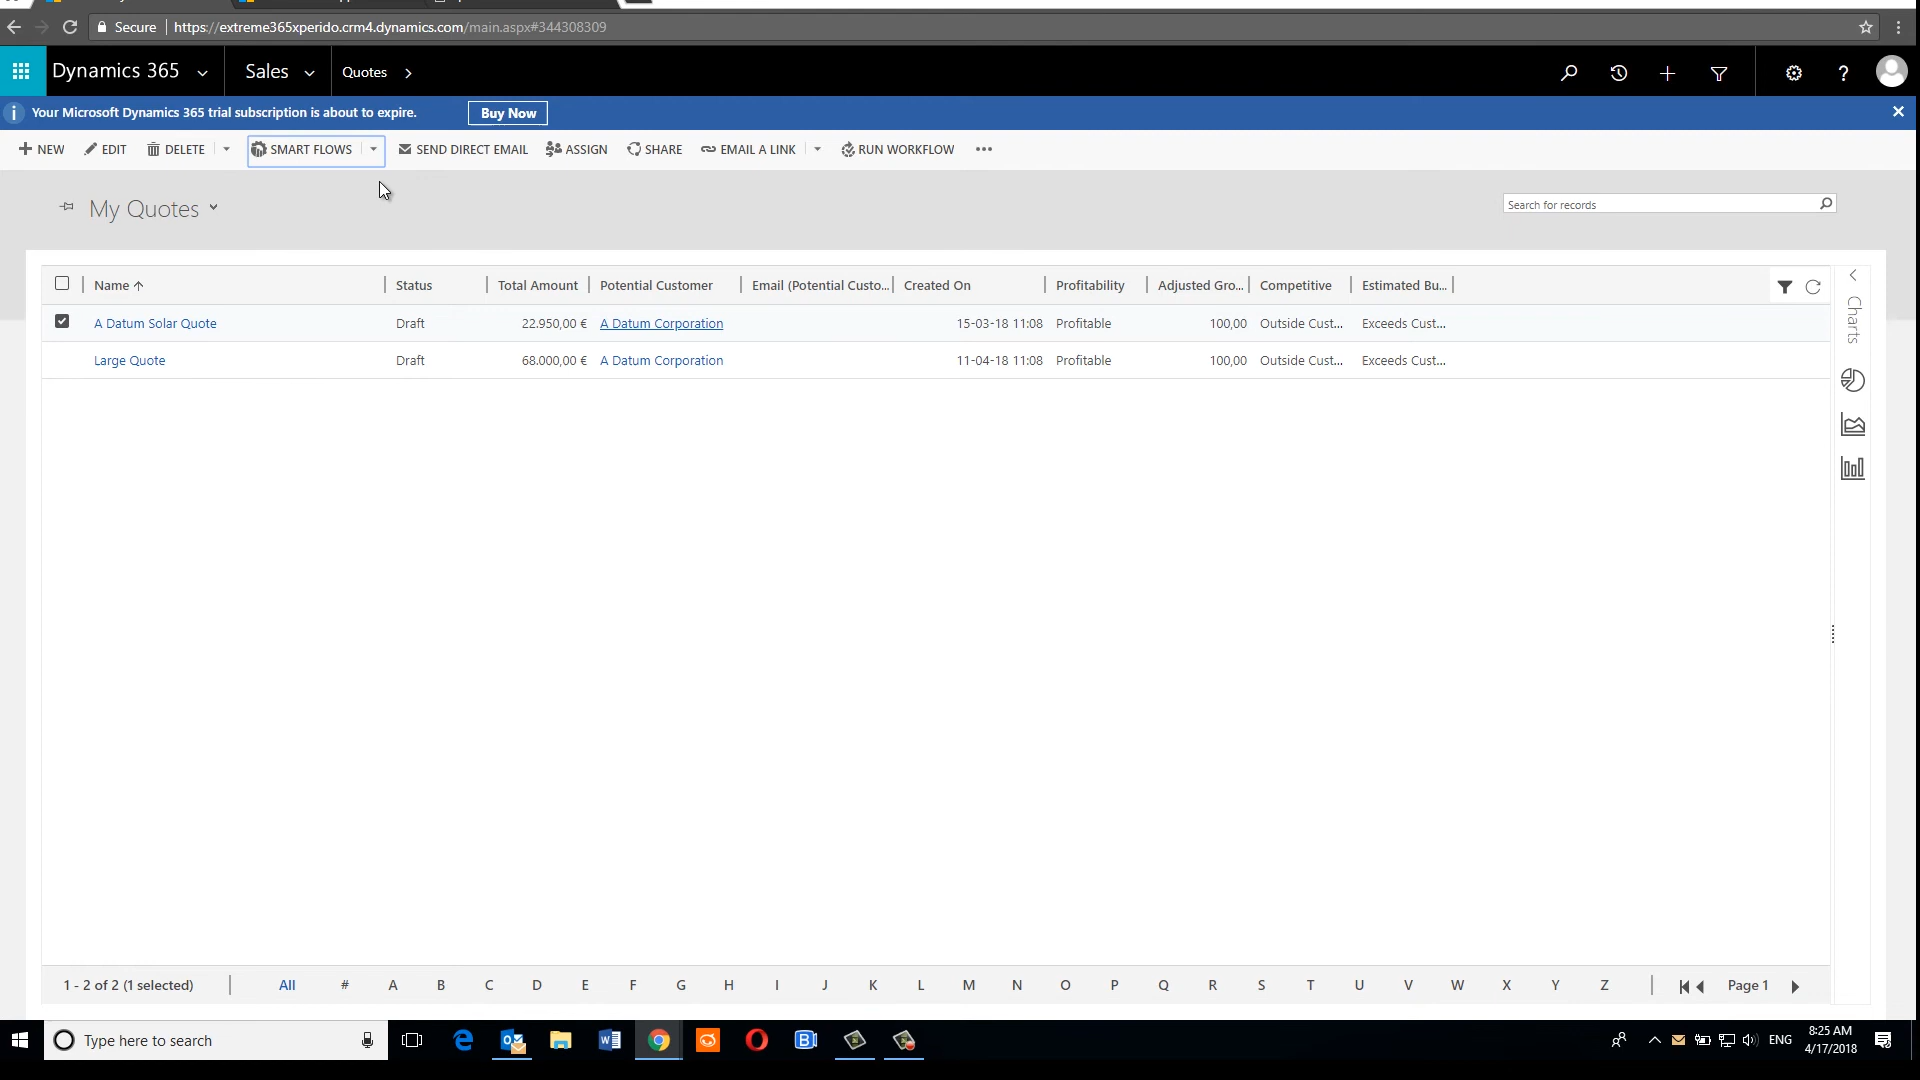 Secure https://extreme365xperido.crm4.dynamics.com/main.aspx#344308309
Dynamics 365 Sales Quotes
Your Microsoft Dynamics 365 trial subscription is about to expire. Buy Now
NEW EDIT DELETE SMART FLOWS SEND DIRECT EMAIL ASSIGN SHARE EMAIL A LINK RUN WORKFLOW
My Quotes
Search for records
Name Status Total Amount Potential Customer Email (Potential Custo... Created On Profitability Adjusted Gro... Competitive Estimated Bu...
A Datum Solar Quote Draft 22.950,00 € A Datum Corporation 15-03-18 11:08 Profitable 100,00 Outside Cust... Exceeds Cust...
Large Quote Draft 68.000,00 € A Datum Corporation 11-04-18 11:08 Profitable 100,00 Outside Cust... Exceeds Cust...
Charts
1 - 2 of 2 (1 selected) All # A B C D E F G H I J K L M N O P Q R S T U V W X Y Z Page 1
Type here to search
ENG
8:25 AM
4/17/2018